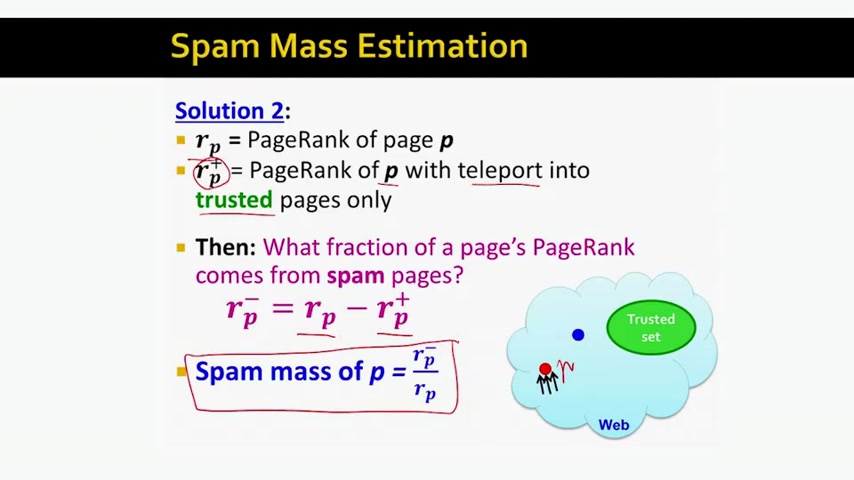 Spam Mass Estimation
Solution 2:
r_p = PageRank of page p
r_p^+ = PageRank of p with teleport into
trusted pages only
Then: What fraction of a page's PageRank
comes from spam pages?
r_p^- = r_p − r_p^+
Spam mass of p = r_p^- / r_p
Trusted
set
p
Web